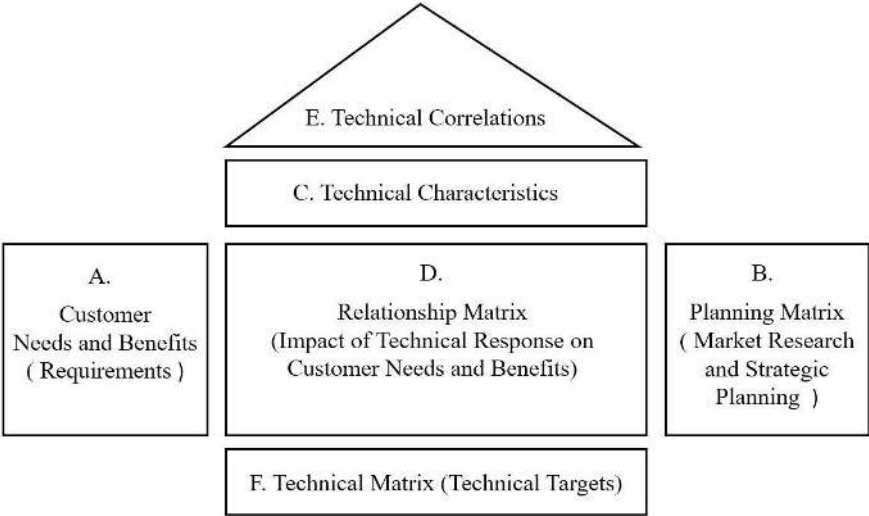 E. Technical Correlations
C. Technical Characteristics
A.
Customer
Needs and Benefits
( Requirements )
D.
Relationship Matrix
(Impact of Technical Response on
Customer Needs and Benefits)
B.
Planning Matrix
( Market Research
and Strategic
Planning )
F. Technical Matrix (Technical Targets)